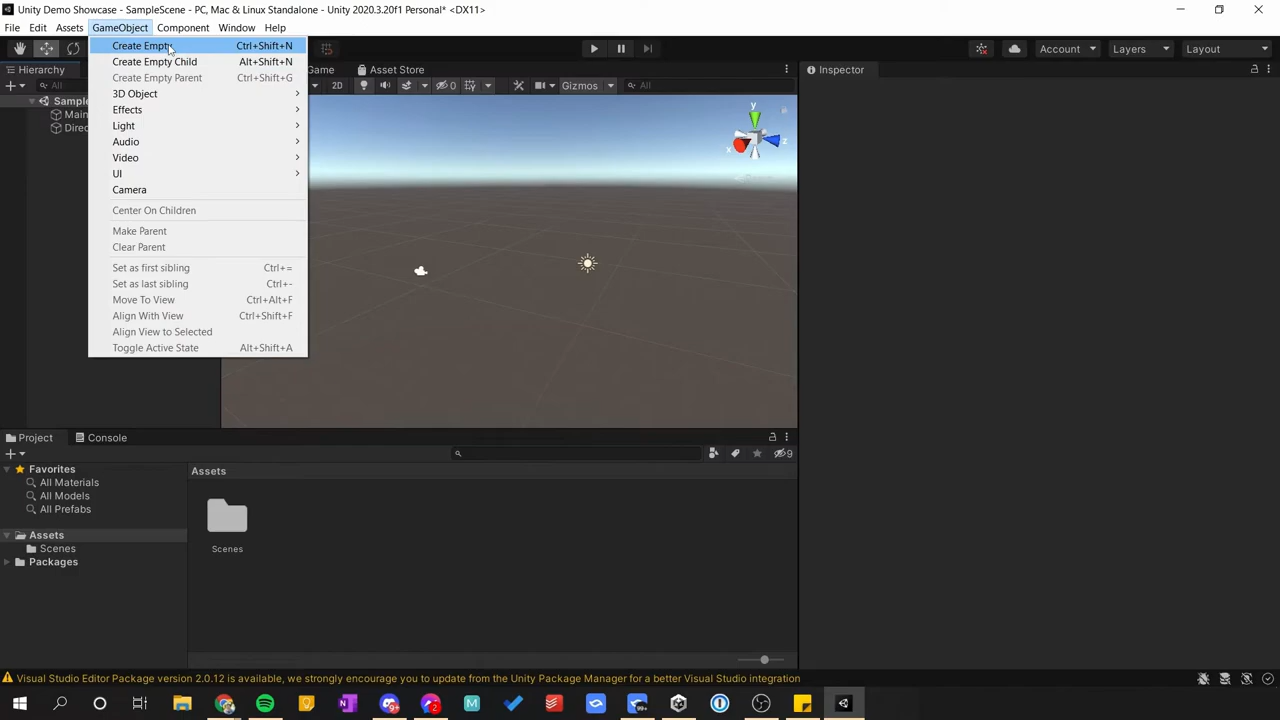 Unity Demo Showcase - SampleScene - PC, Mac & Linux Standalone - Unity 2020.3.20f1 Personal* <DX11>
File Edit Assets GameObject Component Window Help
Account Layers Layout
Hierarchy
Game
Asset Store
Inspector
All
2D
0
Gizmos
All
Create Empty Ctrl+Shift+N
Create Empty Child Alt+Shift+N
Create Empty Parent Ctrl+Shift+G
3D Object
Effects
Light
Audio
Video
UI
Camera
Center On Children
Make Parent
Clear Parent
Set as first sibling Ctrl+=
Set as last sibling Ctrl+-
Move To View Ctrl+Alt+F
Align With View Ctrl+Shift+F
Align View to Selected
Toggle Active State Alt+Shift+A
Sample
Main
Direc
y
x
z
Project
Console
9
Favorites
All Materials
All Models
All Prefabs
Assets
Scenes
Packages
Assets
Scenes
Visual Studio Editor Package version 2.0.12 is available, we strongly encourage you to update from the Unity Package Manager for a better Visual Studio integration